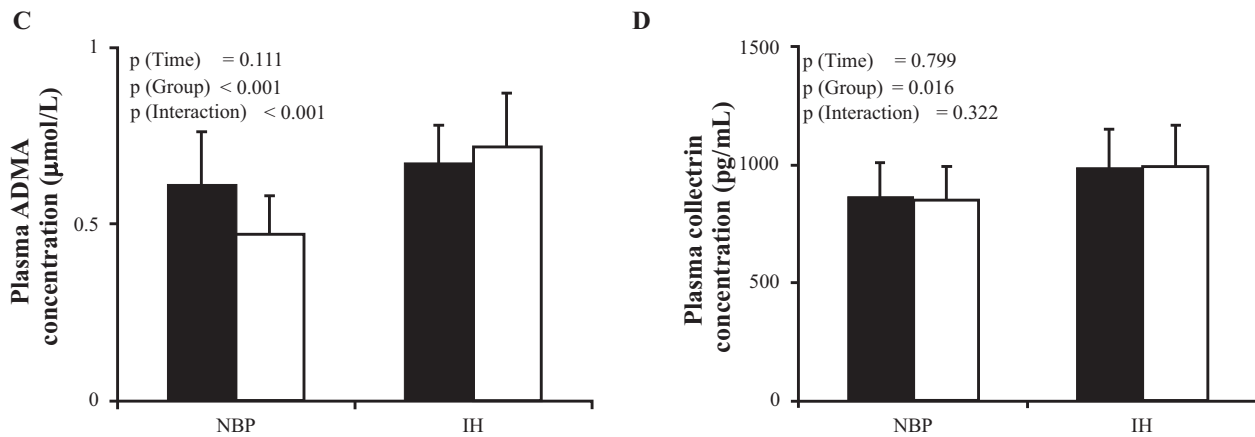 C
1
p (Time) = 0.111
p (Group) < 0.001
p (Interaction) < 0.001
Plasma ADMA
concentration (μmol/L)
0.5
0
NBP IH
D
1500
p (Time) = 0.799
p (Group) = 0.016
p (Interaction) = 0.322
Plasma collectrin
concentration (pg/mL)
1000
500
0
NBP IH